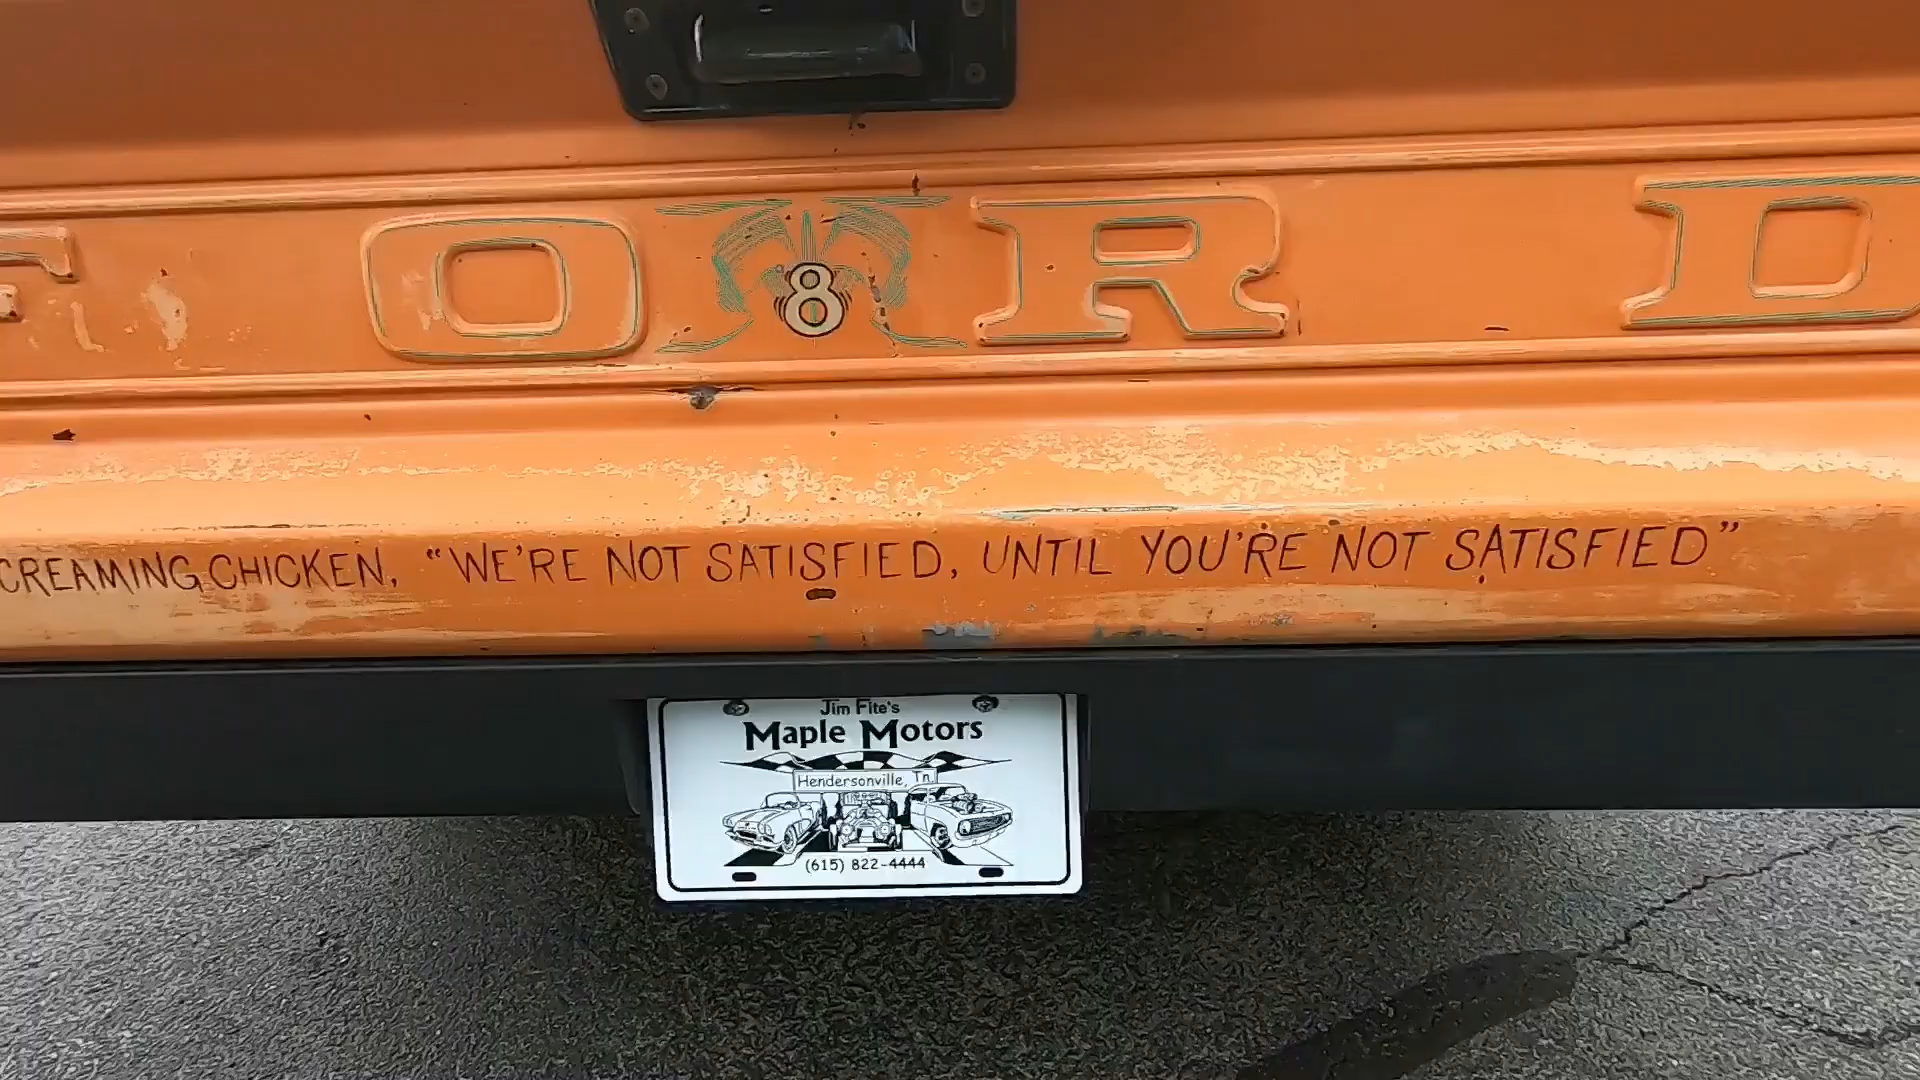 FORD
8
CREAMING CHICKEN, "WE'RE NOT SATISFIED, UNTIL YOU'RE NOT SATISFIED"
Jim Fite's
Maple Motors
Hendersonville, Tn.
(615) 822-4444